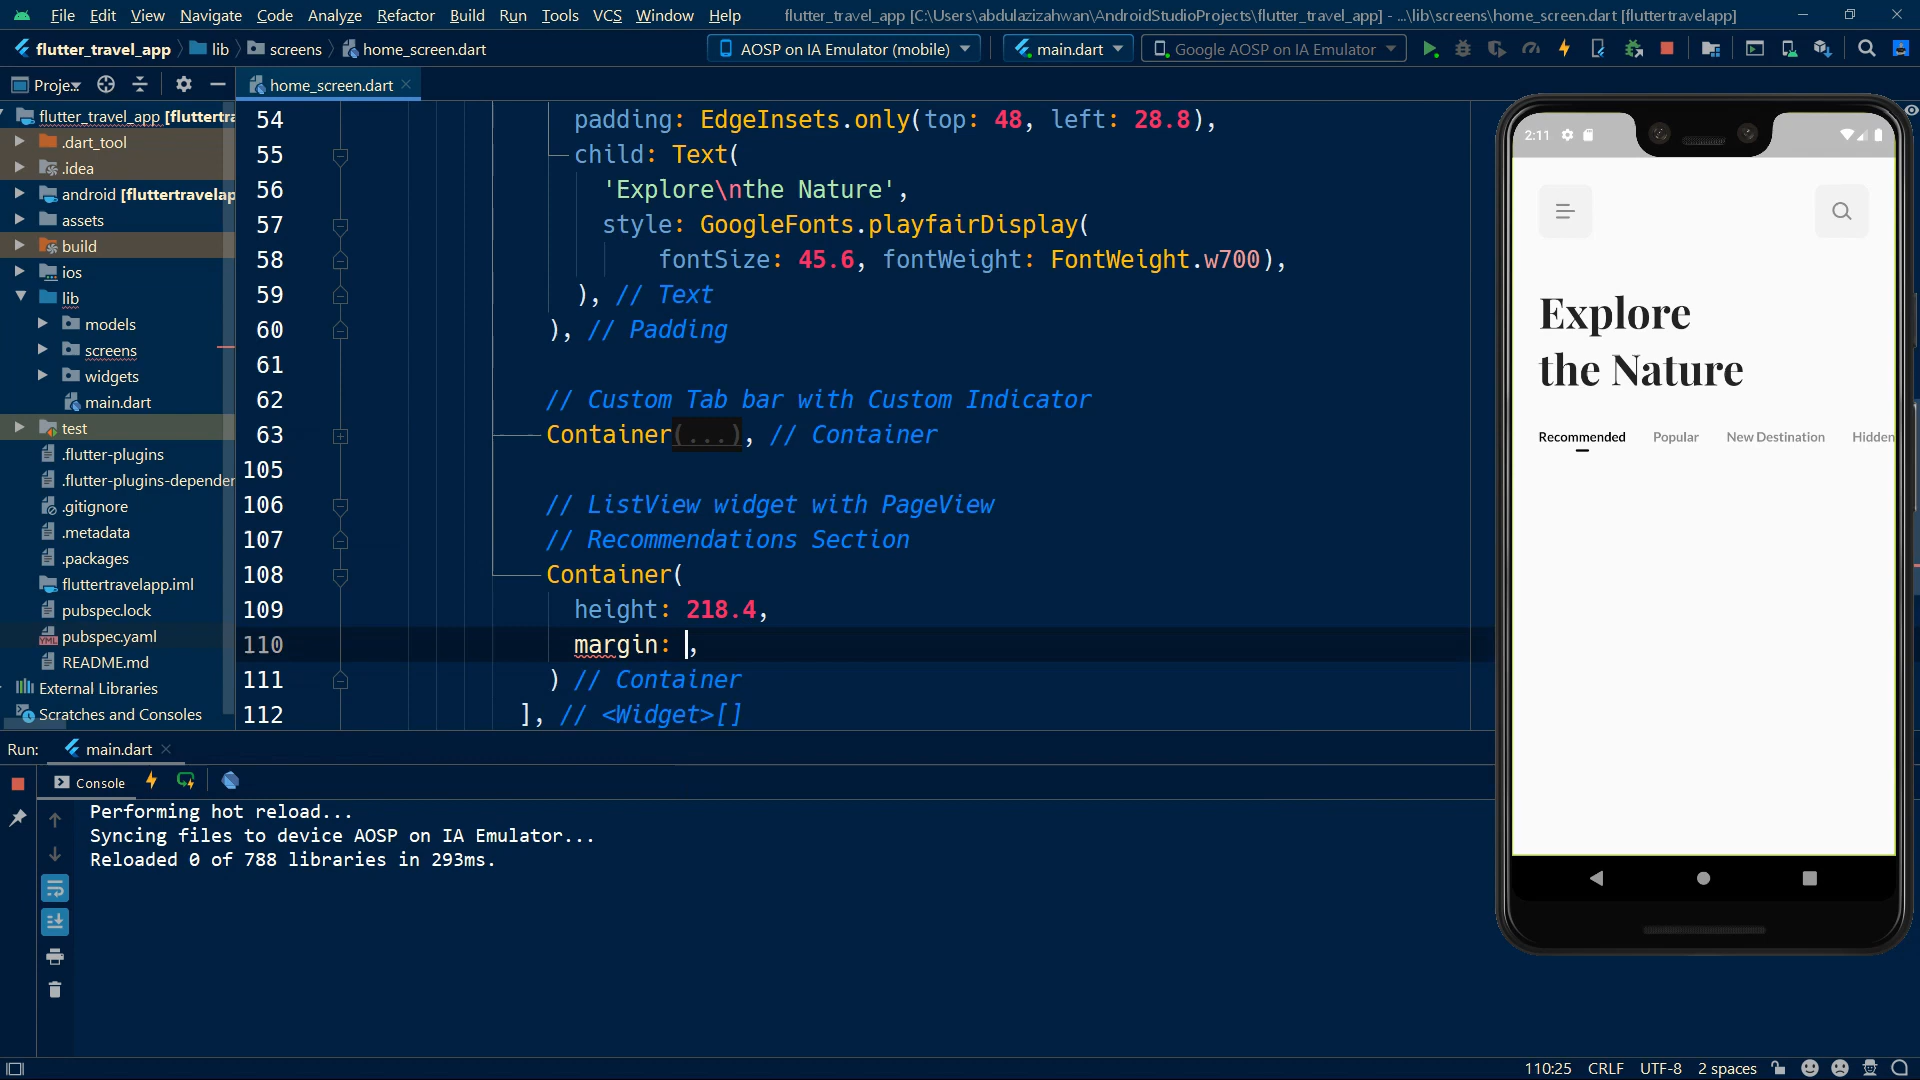 File Edit View Navigate Code Analyze Refactor Build Run Tools VCS Window Help flutter_travel_app [C:\Users\abdulazizahwan\AndroidStudioProjects\flutter_travel_app] - ...\lib\screens\home_screen.dart [fluttertravelapp]
flutter_travel_app lib screens home_screen.dart AOSP on IA Emulator (mobile) main.dart Google AOSP on IA Emulator
Proje... home_screen.dart
flutter_travel_app [fluttertra
.dart_tool
.idea
android [fluttertravelap
assets
build
ios
lib
models
screens
widgets
main.dart
test
.flutter-plugins
.flutter-plugins-depender
.gitignore
.metadata
.packages
fluttertravelapp.iml
pubspec.lock
pubspec.yaml
README.md
External Libraries
Scratches and Consoles
54 padding: EdgeInsets.only(top: 48, left: 28.8),
55 child: Text(
56 'Explore\nthe Nature',
57 style: GoogleFonts.playfairDisplay(
58 fontSize: 45.6, fontWeight: FontWeight.w700),
59 ), // Text
60 ), // Padding
61
62 // Custom Tab bar with Custom Indicator
63 Container(...), // Container
105
106 // ListView widget with PageView
107 // Recommendations Section
108 Container(
109 height: 218.4,
110 margin: ,
111 ) // Container
112 ], // <Widget>[]
2:11
Explore
the Nature
Recommended Popular New Destination Hidden
Run: main.dart
Console
Performing hot reload...
Syncing files to device AOSP on IA Emulator...
Reloaded 0 of 788 libraries in 293ms.
110:25 CRLF UTF-8 2 spaces